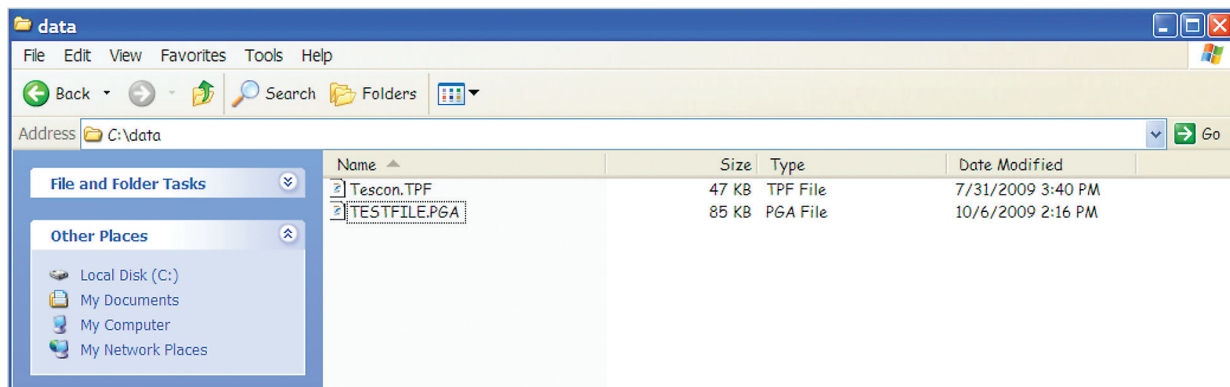 data
File Edit View Favorites Tools Help
Back Search Folders
Address C:\data Go
File and Folder Tasks
Other Places
Local Disk (C:)
My Documents
My Computer
My Network Places
Name Size Type Date Modified
Tescon.TPF 47 KB TPF File 7/31/2009 3:40 PM
TESTFILE.PGA 85 KB PGA File 10/6/2009 2:16 PM